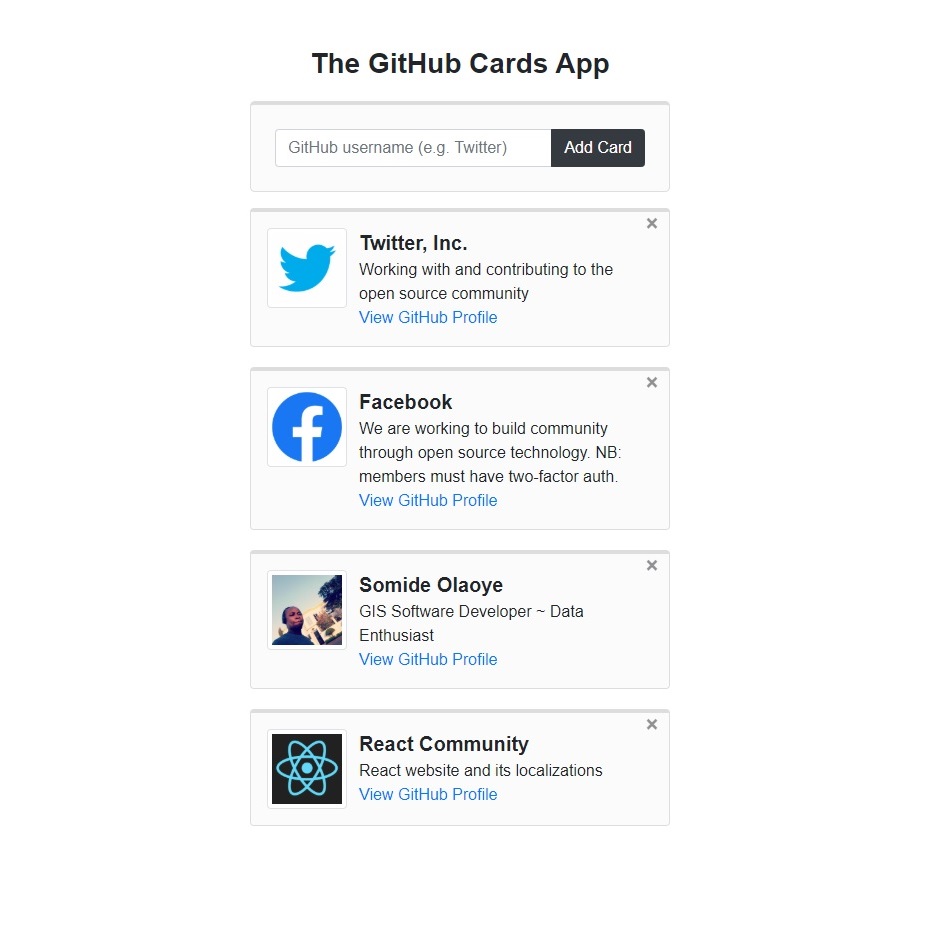 The GitHub Cards App
GitHub username (e.g. Twitter) Add Card
×
Twitter, Inc.
Working with and contributing to the
open source community
View GitHub Profile
×
Facebook
We are working to build community
through open source technology. NB:
members must have two-factor auth.
View GitHub Profile
×
Somide Olaoye
GIS Software Developer ~ Data
Enthusiast
View GitHub Profile
×
React Community
React website and its localizations
View GitHub Profile